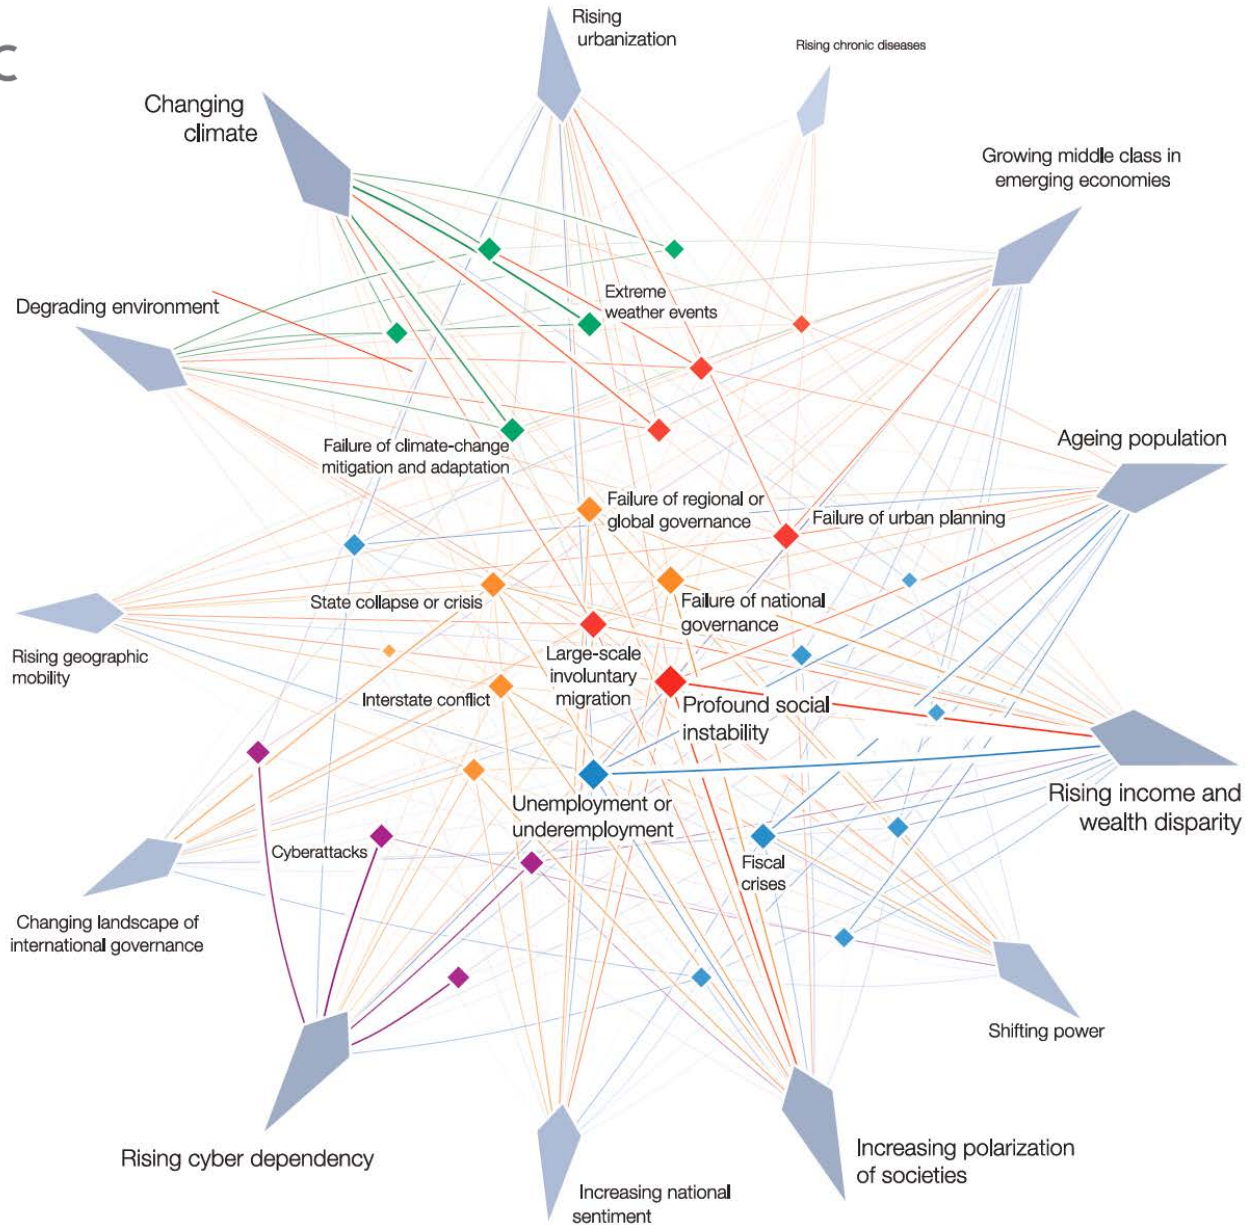 C
Rising
urbanization
Rising chronic diseases
Changing
climate
Growing middle class in
emerging economies
Degrading environment
Extreme
weather events
Ageing population
Failure of climate-change
mitigation and adaptation
Failure of regional or
global governance
Failure of urban planning
State collapse or crisis
Failure of national
governance
Rising geographic
mobility
Large-scale
involuntary
migration
Interstate conflict
Profound social
instability
Unemployment or
underemployment
Rising income and
wealth disparity
Cyberattacks
Fiscal
crises
Changing landscape of
international governance
Shifting power
Rising cyber dependency
Increasing polarization
of societies
Increasing national
sentiment